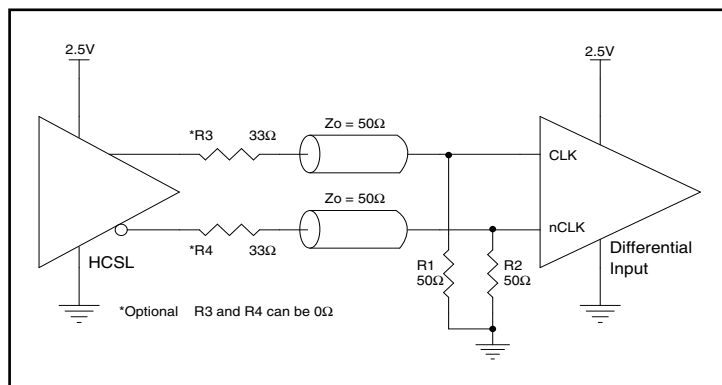 2.5V
2.5V
*R3 33Ω
Zo = 50Ω
CLK
Zo = 50Ω
nCLK
*R4 33Ω
HCSL
R1
50Ω
R2
50Ω
Differential
Input
*Optional R3 and R4 can be 0Ω